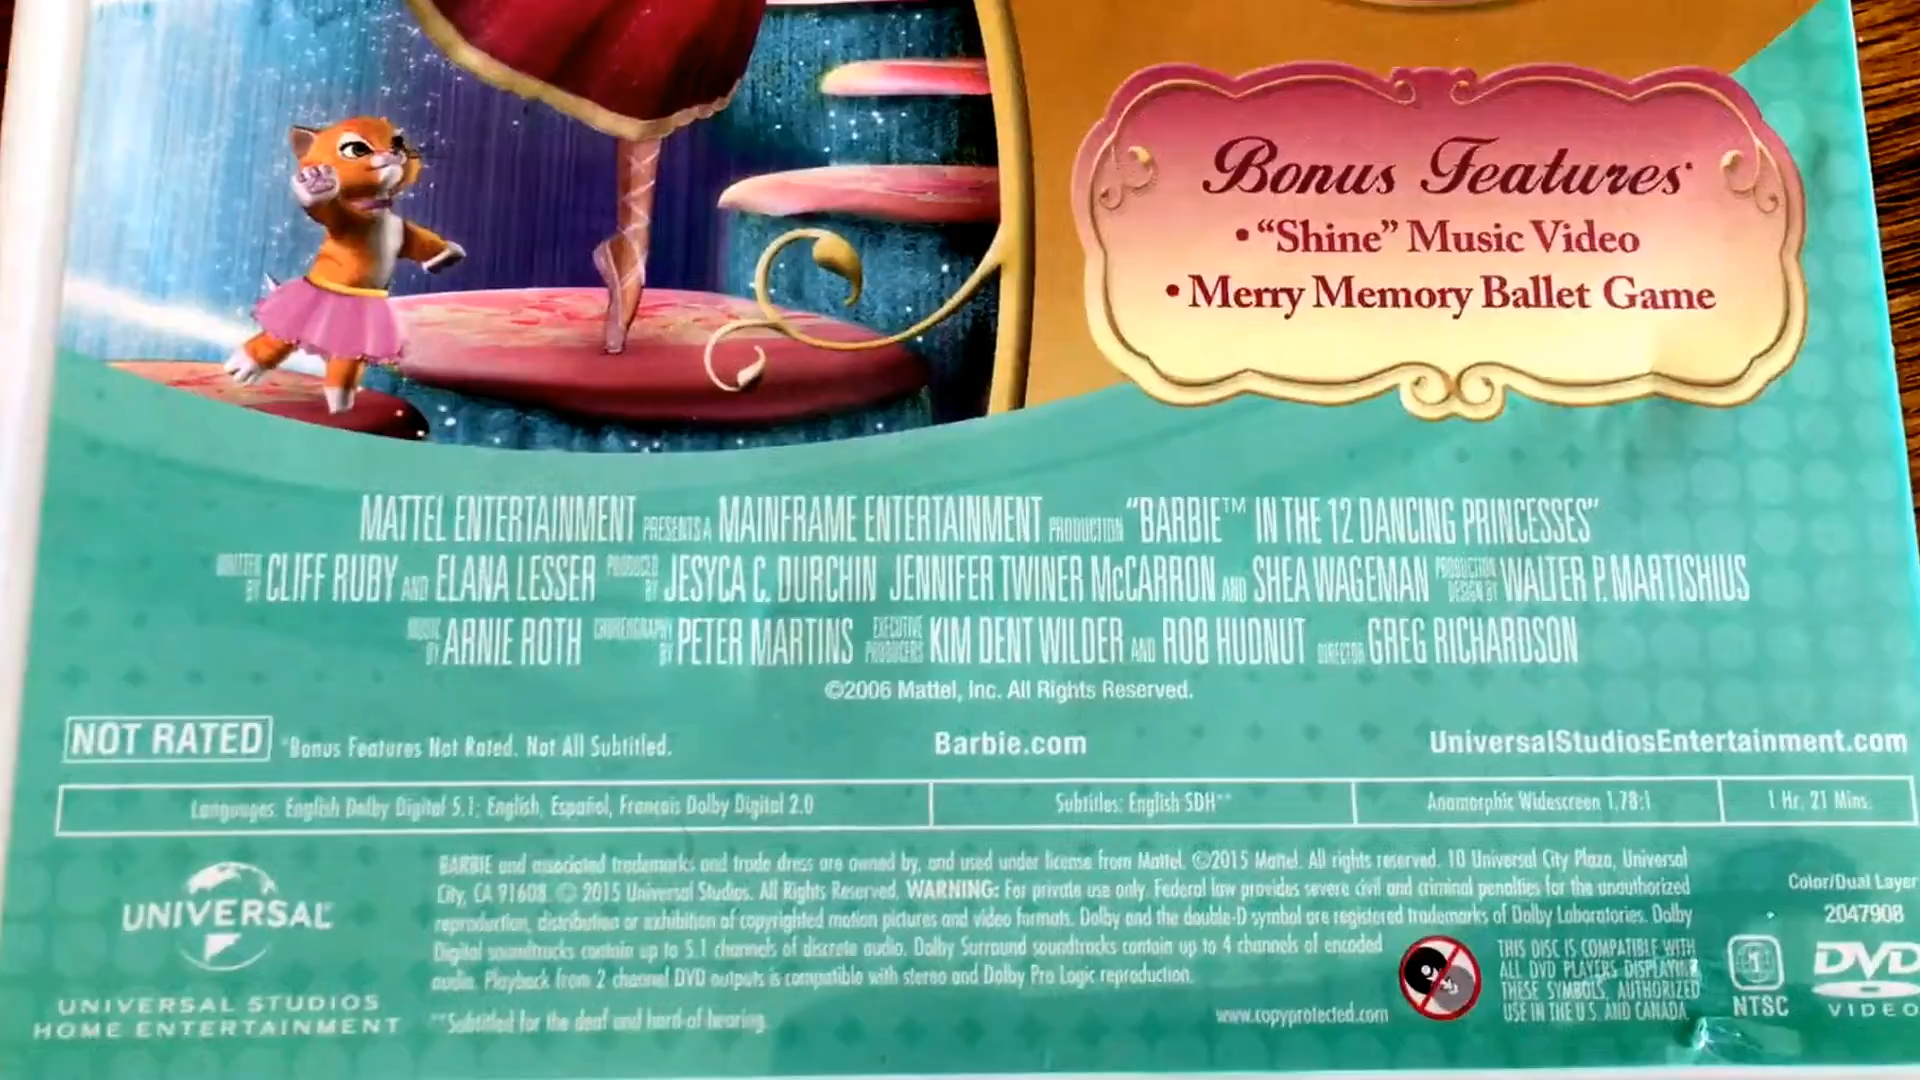 Bonus Features*
• “Shine” Music Video
• Merry Memory Ballet Game
MATTEL ENTERTAINMENT PRESENTS A MAINFRAME ENTERTAINMENT PRODUCTION “BARBIE™ IN THE 12 DANCING PRINCESSES”
WRITTEN BY CLIFF RUBY AND ELANA LESSER PRODUCED BY JESYCA C. DURCHIN JENNIFER TWINER McCARRON AND SHEA WAGEMAN PRODUCTION DESIGN BY WALTER P. MARTISHIUS
MUSIC BY ARNIE ROTH CHOREOGRAPHY BY PETER MARTINS EXECUTIVE PRODUCERS KIM DENT WILDER AND ROB HUDNUT DIRECTOR GREG RICHARDSON
©2006 Mattel, Inc. All Rights Reserved.
NOT RATED *Bonus Features Not Rated. Not All Subtitled. Barbie.com UniversalStudiosEntertainment.com
Languages: English Dolby Digital 5.1; English, Español, Francais Dolby Digital 2.0 Subtitles: English SDH** Anamorphic Widescreen 1.78:1 1 Hr. 21 Mins.
BARBIE and associated trademarks and trade dress are owned by, and used under license from Mattel. ©2015 Mattel. All rights reserved. 10 Universal City Plaza, Universal
City, CA 91608. © 2015 Universal Studios. All Rights Reserved. WARNING: For private use only. Federal law provides severe civil and criminal penalties for the unauthorized
reproduction, distribution or exhibition of copyrighted motion pictures and video formats. Dolby and the double-D symbol are registered trademarks of Dolby Laboratories. Dolby
Digital soundtracks contain up to 5.1 channels of discrete audio. Dolby Surround soundtracks contain up to 4 channels of encoded
audio. Playback from 2 channel DVD outputs is compatible with stereo and Dolby Pro Logic reproduction.
**Subtitled for the deaf and hard-of-hearing.
UNIVERSAL
UNIVERSAL STUDIOS
HOME ENTERTAINMENT
www.copyprotected.com
THIS DISC IS COMPATIBLE WITH
ALL DVD PLAYERS DISPLAYING
THESE SYMBOLS. AUTHORIZED
USE IN THE U.S. AND CANADA.
1
NTSC
Color/Dual Layer
2047908
DVD
VIDEO